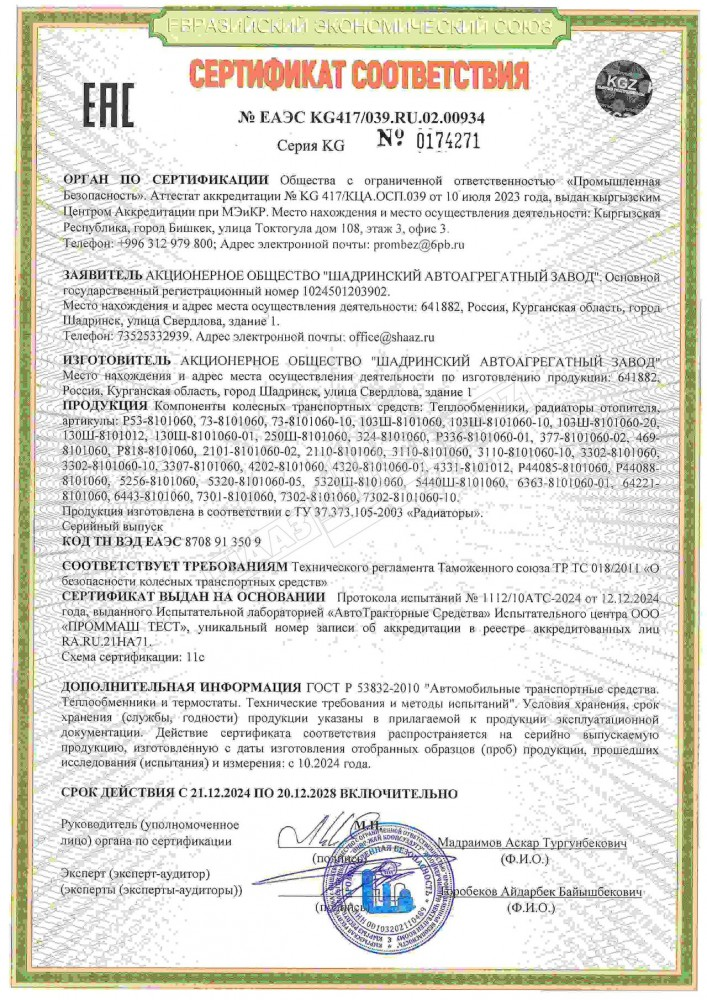 ЕВРАЗИЙСКИЙ ЭКОНОМИЧЕСКИЙ СОЮЗ
ЕАС
СЕРТИФИКАТ СООТВЕТСТВИЯ
KGZ
№ ЕАЭС KG417/039.RU.02.00934
Серия KG № 0174271
ОРГАН ПО СЕРТИФИКАЦИИ Общества с ограниченной ответственностью «Промышленная
Безопасность». Аттестат аккредитации № KG 417/КЦА.ОСП.039 от 10 июля 2023 года, выдан кыргызским
Центром Аккредитации при МЭиКР. Место нахождения и место осуществления деятельности: Кыргызская
Республика, город Бишкек, улица Токтогула дом 108, этаж 3, офис 3.
Телефон: +996 312 979 800; Адрес электронной почты: prombez@6pb.ru
ЗАЯВИТЕЛЬ АКЦИОНЕРНОЕ ОБЩЕСТВО "ШАДРИНСКИЙ АВТОАГРЕГАТНЫЙ ЗАВОД". Основной
государственный регистрационный номер 1024501203902.
Место нахождения и адрес места осуществления деятельности: 641882, Россия, Курганская область, город
Шадринск, улица Свердлова, здание 1.
Телефон: 73525332939. Адрес электронной почты: office@shaaz.ru
ИЗГОТОВИТЕЛЬ АКЦИОНЕРНОЕ ОБЩЕСТВО "ШАДРИНСКИЙ АВТОАГРЕГАТНЫЙ ЗАВОД"
Место нахождения и адрес места осуществления деятельности по изготовлению продукции: 641882,
Россия, Курганская область, город Шадринск, улица Свердлова, здание 1
ПРОДУКЦИЯ Компоненты колесных транспортных средств: Теплообменники, радиаторы отопителя,
артикулы: Р53-8101060, 73-8101060, 73-8101060-10, 103Ш-8101060, 103Ш-8101060-10, 103Ш-8101060-20,
130Ш-8101012, 130Ш-8101060-01, 250Ш-8101060, 324-8101060, Р336-8101060-01, 377-8101060-02, 469-
8101060, Р818-8101060, 2101-8101060-02, 2110-8101060, 3110-8101060, 3110-8101060-10, 3302-8101060,
3302-8101060-10, 3307-8101060, 4202-8101060, 4320-8101060-01, 4331-8101012, Р44085-8101060, Р44088-
8101060, 5256-8101060, 5320-8101060-05, 5320Ш-8101060, 5440Ш-8101060, 6363-8101060-01, 64221-
8101060, 6443-8101060, 7301-8101060, 7302-8101060, 7302-8101060-10.
Продукция изготовлена в соответствии с ТУ 37.373.105-2003 «Радиаторы».
Серийный выпуск
КОД ТН ВЭД ЕАЭС 8708 91 350 9
СООТВЕТСТВУЕТ ТРЕБОВАНИЯМ Технического регламента Таможенного союза ТР ТС 018/2011 «О
безопасности колесных транспортных средств»
СЕРТИФИКАТ ВЫДАН НА ОСНОВАНИИ Протокола испытаний № 1112/10АТС-2024 от 12.12.2024
года, выданного Испытательной лабораторией «АвтоТракторные Средства» Испытательного центра ООО
«ПРОММАШ ТЕСТ», уникальный номер записи об аккредитации в реестре аккредитованных лиц
RA.RU.21НА71.
Схема сертификации: 11с
ДОПОЛНИТЕЛЬНАЯ ИНФОРМАЦИЯ ГОСТ Р 53832-2010 "Автомобильные транспортные средства.
Теплообменники и термостаты. Технические требования и методы испытаний". Условия хранения, срок
хранения (службы, годности) продукции указаны в прилагаемой к продукции эксплуатационной
документации. Действие сертификата соответствия распространяется на серийно выпускаемую
продукцию, изготовленную с даты изготовления отобранных образцов (проб) продукции, прошедших
исследования (испытания) и измерения: с 10.2024 года.
СРОК ДЕЙСТВИЯ С 21.12.2024 ПО 20.12.2028 ВКЛЮЧИТЕЛЬНО
Руководитель (уполномоченное
лицо) органа по сертификации
М.П.
(подпись)
Мадраимов Аскар Тургунбекович
(Ф.И.О.)
Эксперт (эксперт-аудитор)
(эксперты (эксперты-аудиторы))
(подпись)
Айдарбек Байышбекович
(Ф.И.О.)